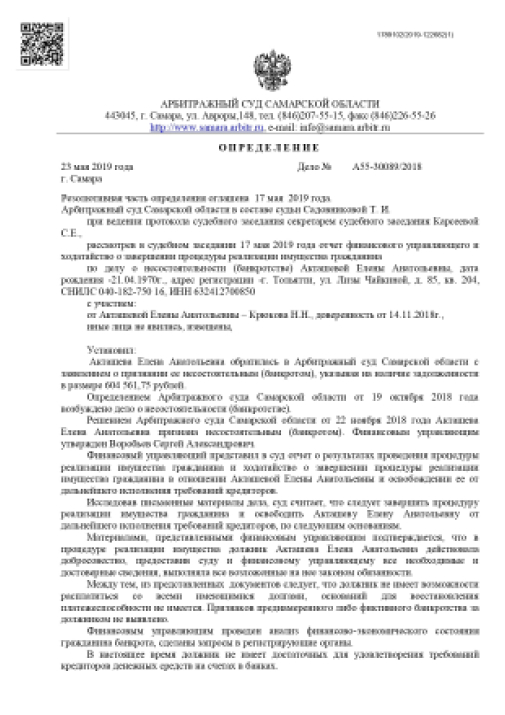 1789102/2019-122682(1)
АРБИТРАЖНЫЙ СУД САМАРСКОЙ ОБЛАСТИ
443045, г. Самара, ул. Авроры,148, тел. (846)207-55-15, факс (846)226-55-26
http://www.samara.arbitr.ru, e-mail: info@samara.arbitr.ru
ОПРЕДЕЛЕНИЕ
23 мая 2019 года Дело № А55-30089/2018
г. Самара
Резолютивная часть определения оглашена 17 мая 2019 года.
Арбитражный суд Самарской области в составе судьи Садовниковой Т. И.
при ведении протокола судебного заседания секретарем судебного заседания Карсеевой
С.Е.,
рассмотрев в судебном заседании 17 мая 2019 отчет финансового управляющего и
ходатайство о завершении процедуры реализации имущества гражданина
по делу о несостоятельности (банкротстве) Акташевой Елены Анатольевны, дата
рождения -21.04.1970г., адрес регистрации -г. Тольятти, ул. Лизы Чайкиной, д. 85, кв. 204,
СНИЛС 040-182-750 16, ИНН 632412700850
с участием:
от Акташевой Елены Анатольевны – Крюкова Н.Н., доверенность от 14.11.2018г.,
иные лица не явились, извещены,
Установил:
Акташева Елена Анатольевна обратилась в Арбитражный суд Самарской области с
заявлением о признании ее несостоятельным (банкротом), указывая на наличие задолженности
в размере 604 561,75 рублей.
Определением Арбитражного суда Самарской области от 19 октября 2018 года
возбуждено дело о несостоятельности (банкротстве).
Решением Арбитражного суда Самарской области от 22 ноября 2018 года Акташева
Елена Анатольевна признана несостоятельным (банкротом). Финансовым управляющим
утвержден Воробьев Сергей Александрович.
Финансовый управляющий представил в суд отчет о результатах проведения процедуры
реализации имущества гражданина и ходатайство о завершении процедуры реализации
имущества гражданина в отношении Акташевой Елены Анатольевны и освобождении ее от
дальнейшего исполнения требований кредиторов.
Исследовав письменные материалы дела, суд считает, что следует завершить процедуру
реализации имущества гражданина и освободить Акташеву Елену Анатольевну от
дальнейшего исполнения требований кредиторов, по следующим основаниям.
Материалами, представленными финансовым управляющим подтверждается, что в
процедуре реализации имущества должник Акташева Елена Анатольевна действовала
добросовестно, предоставив суду и финансовому управляющему все необходимые и
достоверные сведения, выполняла все возложенные на нее законом обязанности.
Между тем, из представленных документов следует, что должник не имеет возможности
расплатиться со всеми имеющимися долгами, оснований для восстановления
платежеспособности не имеется. Признаков преднамеренного либо фиктивного банкротства за
должником не выявлено.
Финансовым управляющим проведен анализ финансово-экономического состояния
гражданина банкрота, сделаны запросы в регистрирующие органы.
В настоящее время должник не имеет достаточных для удовлетворения требований
кредиторов денежных средств на счетах в банках.